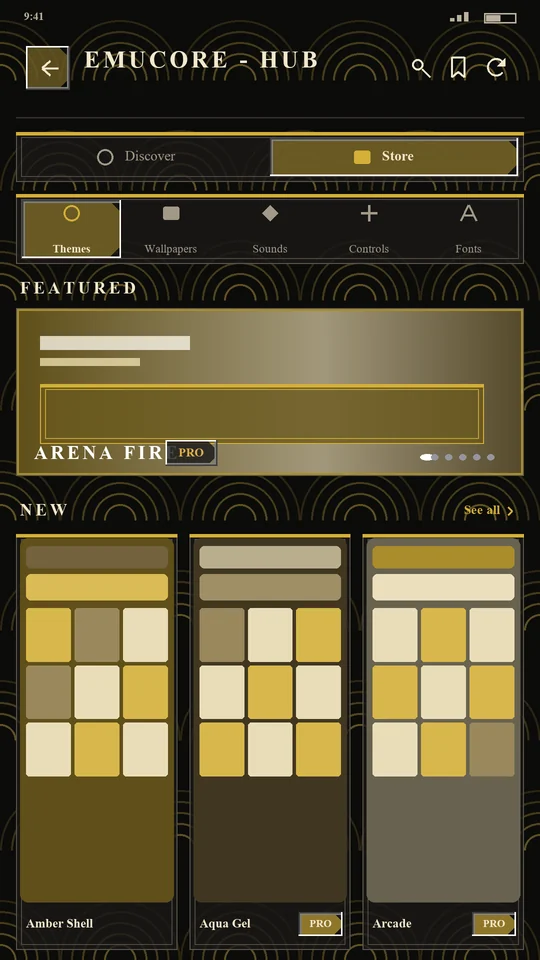 9:41
EMUCORE - HUB
Discover
Store
Themes
Wallpapers
Sounds
Controls
Fonts
FEATURED
ARENA FIR
PRO
NEW
See all
Amber Shell
Aqua Gel
PRO
Arcade
PRO